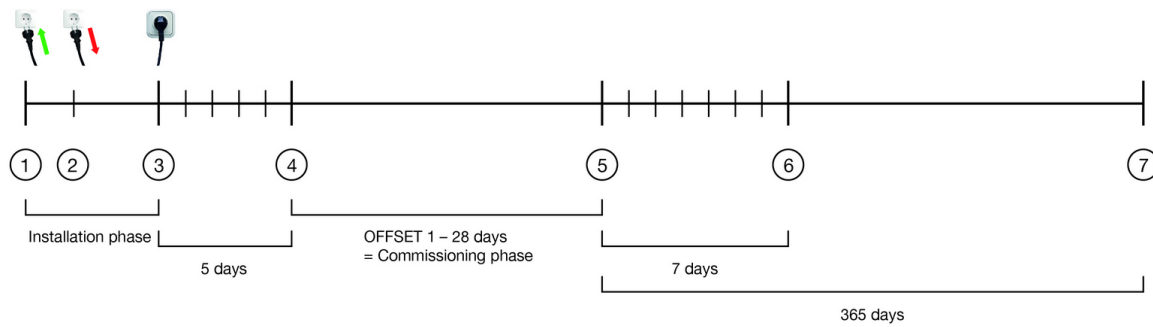 1
2
3
4
5
6
7
Installation phase
5 days
OFFSET 1 – 28 days
= Commissioning phase
7 days
365 days